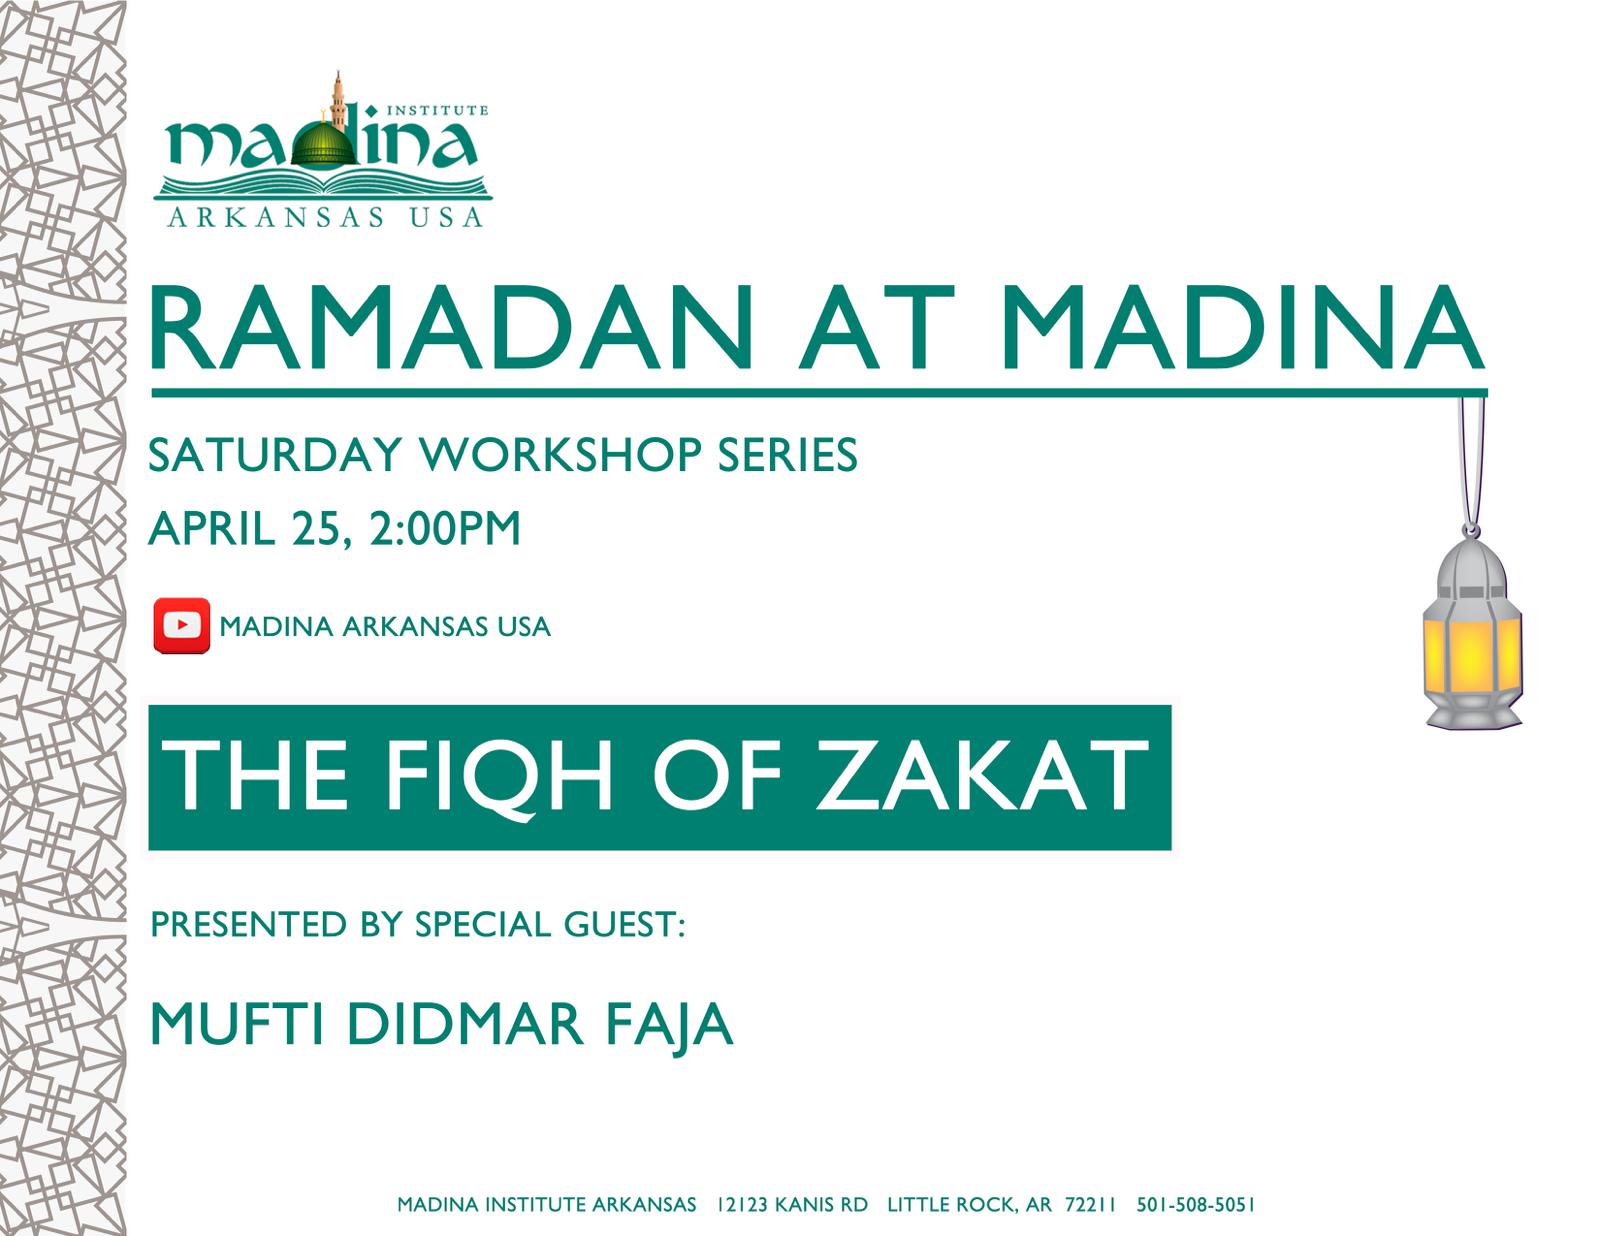 INSTITUTE
madina
ARKANSAS USA
RAMADAN AT MADINA
SATURDAY WORKSHOP SERIES
APRIL 25, 2:00PM
MADINA ARKANSAS USA
THE FIQH OF ZAKAT
PRESENTED BY SPECIAL GUEST:
MUFTI DIDMAR FAJA
MADINA INSTITUTE ARKANSAS 12123 KANIS RD LITTLE ROCK, AR 72211 501-508-5051